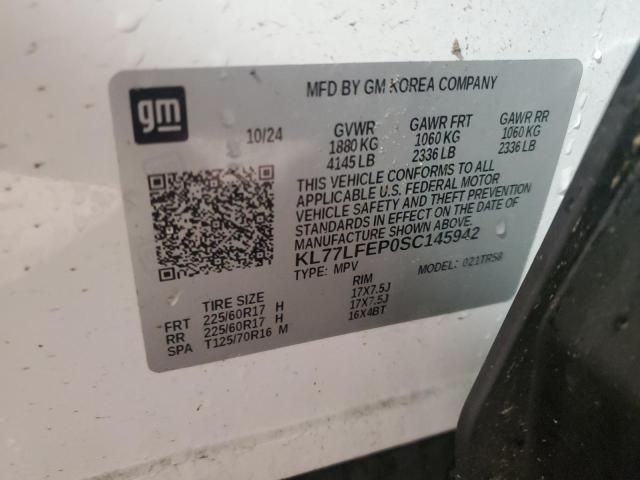 gm
MFD BY GM KOREA COMPANY
10/24 GVWR GAWR FRT GAWR RR
1880 KG 1060 KG 1060 KG
4145 LB 2336 LB 2336 LB
THIS VEHICLE CONFORMS TO ALL
APPLICABLE U.S. FEDERAL MOTOR
VEHICLE SAFETY AND THEFT PREVENTION
STANDARDS IN EFFECT ON THE DATE OF
MANUFACTURE SHOWN ABOVE.
KL77LFEP0SC145942
TYPE: MPV MODEL: 021TR58
TIRE SIZE RIM
FRT 225/60R17 H 17X7.5J
RR 225/60R17 H 17X7.5J
SPA T125/70R16 M 16X4BT